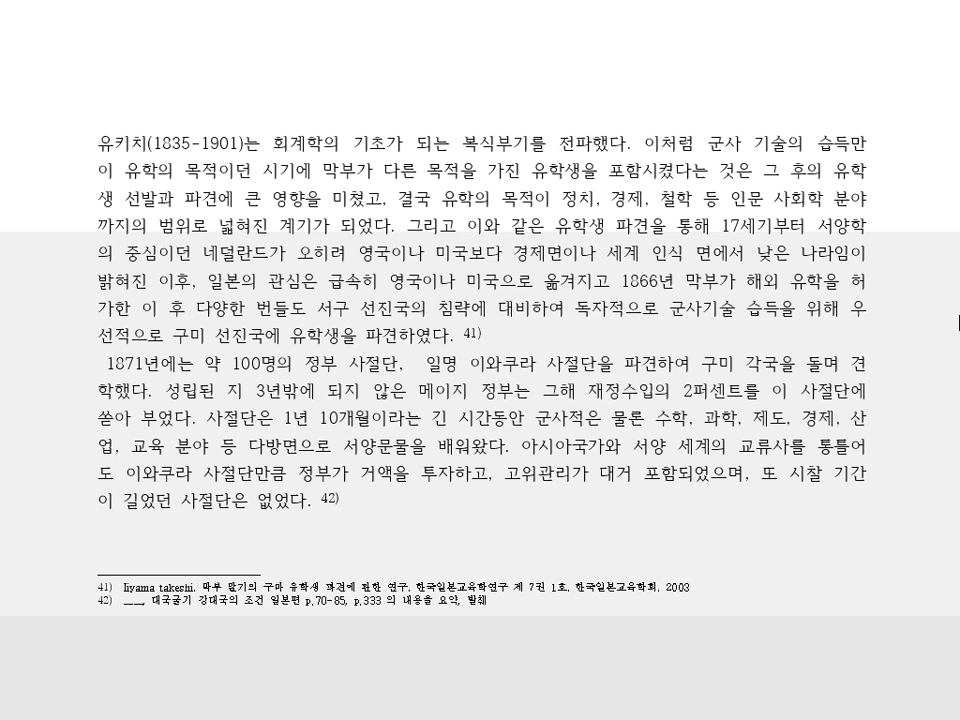 유키치(1835-1901)는 회계학의 기초가 되는 복식부기를 전파했다. 이처럼 군사 기술의 습득만
이 유학의 목적이던 시기에 막부가 다른 목적을 가진 유학생을 포함시켰다는 것은 그 후의 유학
생 선발과 파견에 큰 영향을 미쳤고, 결국 유학의 목적이 정치, 경제, 철학 등 인문 사회학 분야
까지의 범위로 넓혀진 계기가 되었다. 그리고 이와 같은 유학생 파견을 통해 17세기부터 서양학
의 중심이던 네덜란드가 오히려 영국이나 미국보다 경제면이나 세계 인식 면에서 낮은 나라임이
밝혀진 이후, 일본의 관심은 급속히 영국이나 미국으로 옮겨지고 1866년 막부가 해외 유학을 허
가한 이 후 다양한 번들도 서구 선진국의 침략에 대비하여 독자적으로 군사기술 습득을 위해 우
선적으로 구미 선진국에 유학생을 파견하였다. 41)
1871년에는 약 100명의 정부 사절단, 일명 이와쿠라 사절단을 파견하여 구미 각국을 돌며 견
학했다. 성립된 지 3년밖에 되지 않은 메이지 정부는 그해 재정수입의 2퍼센트를 이 사절단에
쏟아 부었다. 사절단은 1년 10개월이라는 긴 시간동안 군사적은 물론 수학, 과학, 제도, 경제, 산
업, 교육 분야 등 다방면으로 서양문물을 배워왔다. 아시아국가와 서양 세계의 교류사를 통틀어
도 이와쿠라 사절단만큼 정부가 거액을 투자하고, 고위관리가 대거 포함되었으며, 또 시찰 기간
이 길었던 사절단은 없었다. 42)
41) Iiyama takeshi, 막부 말기의 구미 유학생 파견에 관한 연구, 한국일본교육학연구 제 7권 1호, 한국일본교육학회, 2003
42) ___, 대국굴기 강대국의 조건 일본편 p.70-85, p.333 의 내용을 요약, 발췌